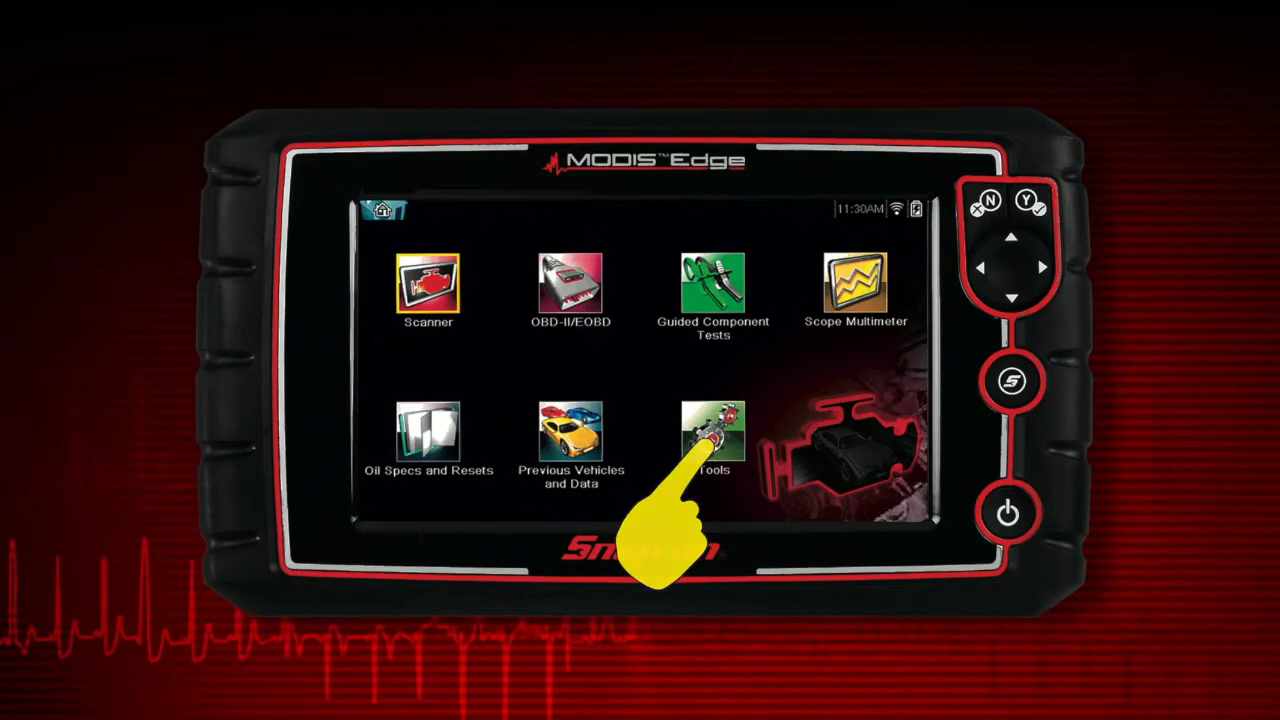 MODIS™Edge
11:30AM
N
Y
Scanner
OBD-II/EOBD
Guided Component
Tests
Scope Multimeter
S
Oil Specs and Resets
Previous Vehicles
and Data
Tools